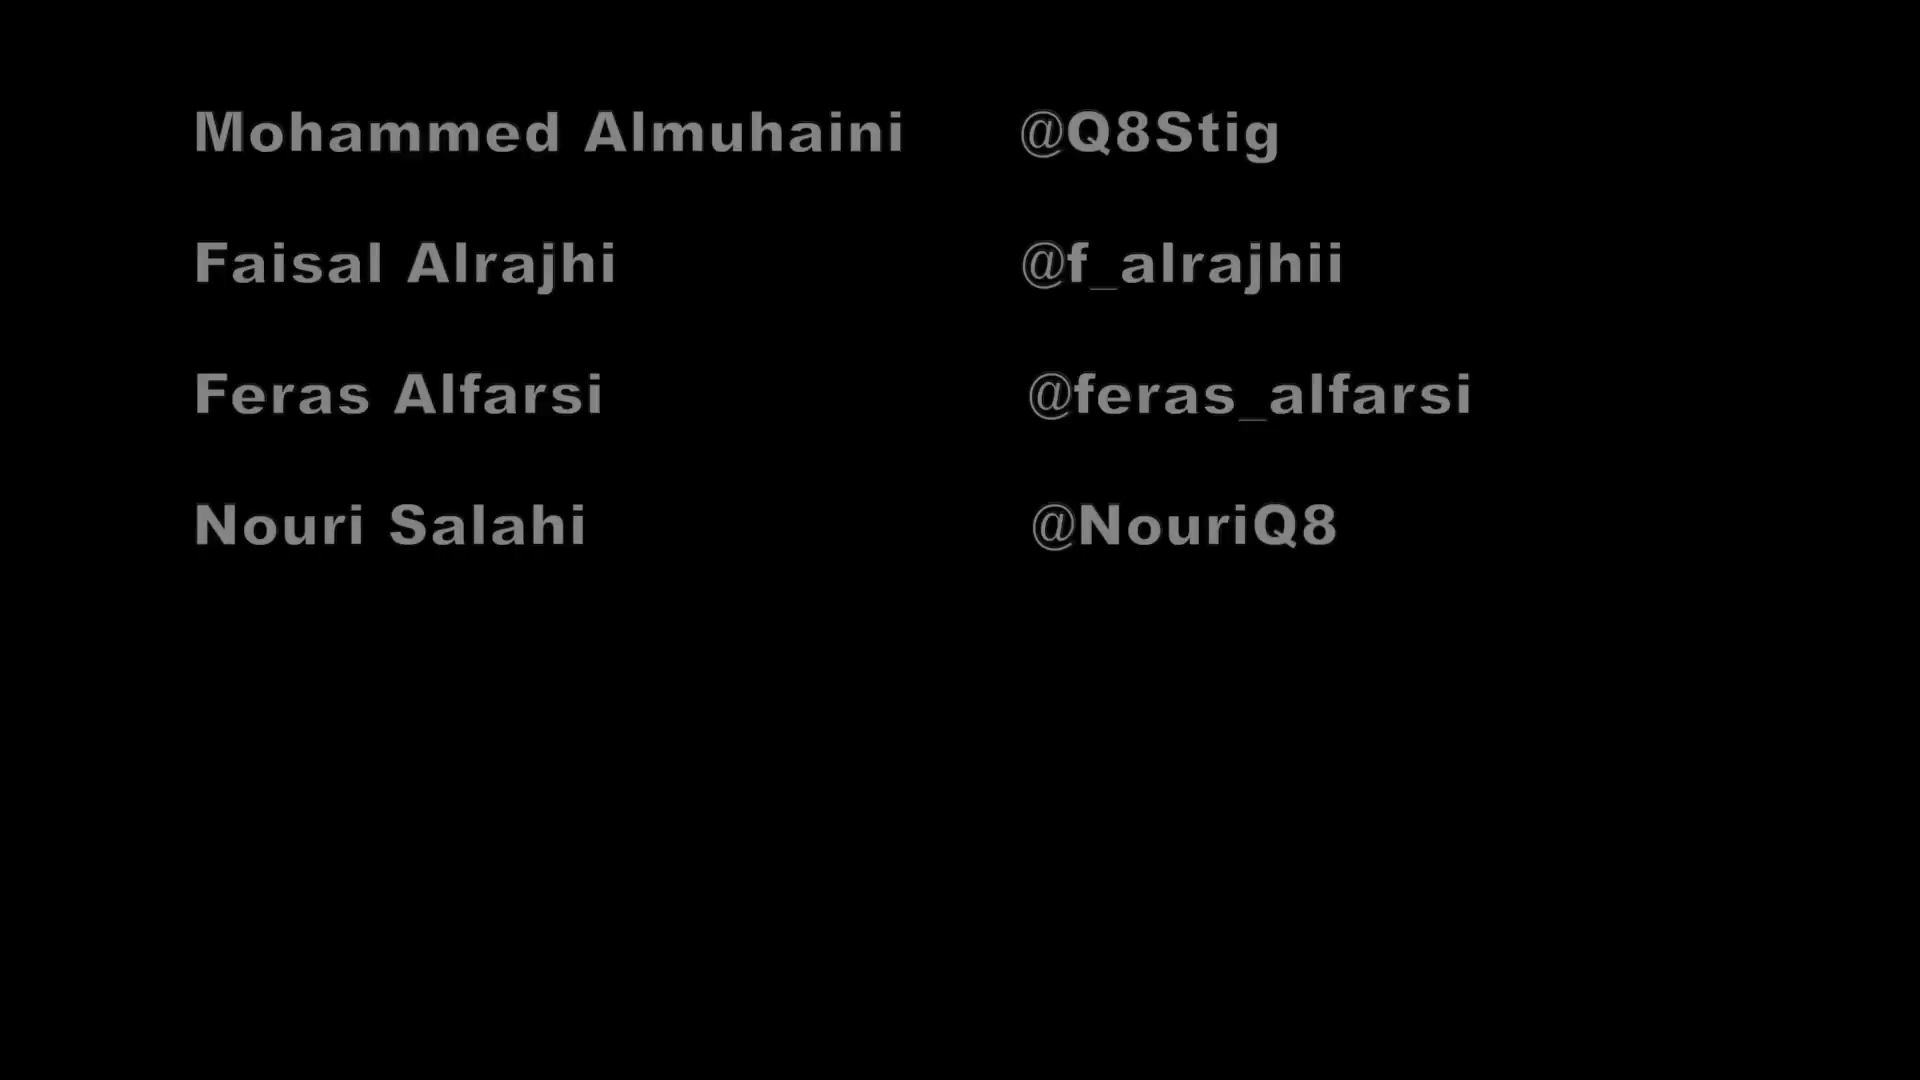 Mohammed Almuhaini @Q8Stig
Faisal Alrajhi @f_alrajhii
Feras Alfarsi @feras_alfarsi
Nouri Salahi @NouriQ8